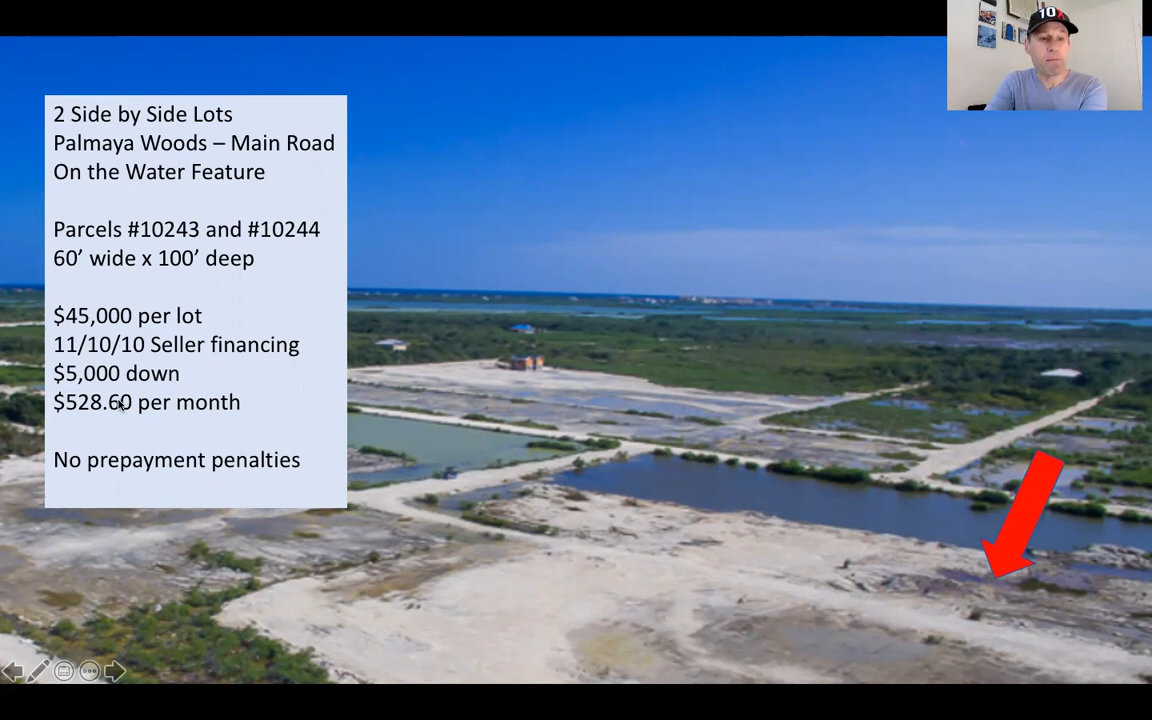 2 Side by Side Lots
Palmaya Woods – Main Road
On the Water Feature
Parcels #10243 and #10244
60’ wide x 100’ deep
$45,000 per lot
11/10/10 Seller financing
$5,000 down
$528.60 per month
No prepayment penalties
10X